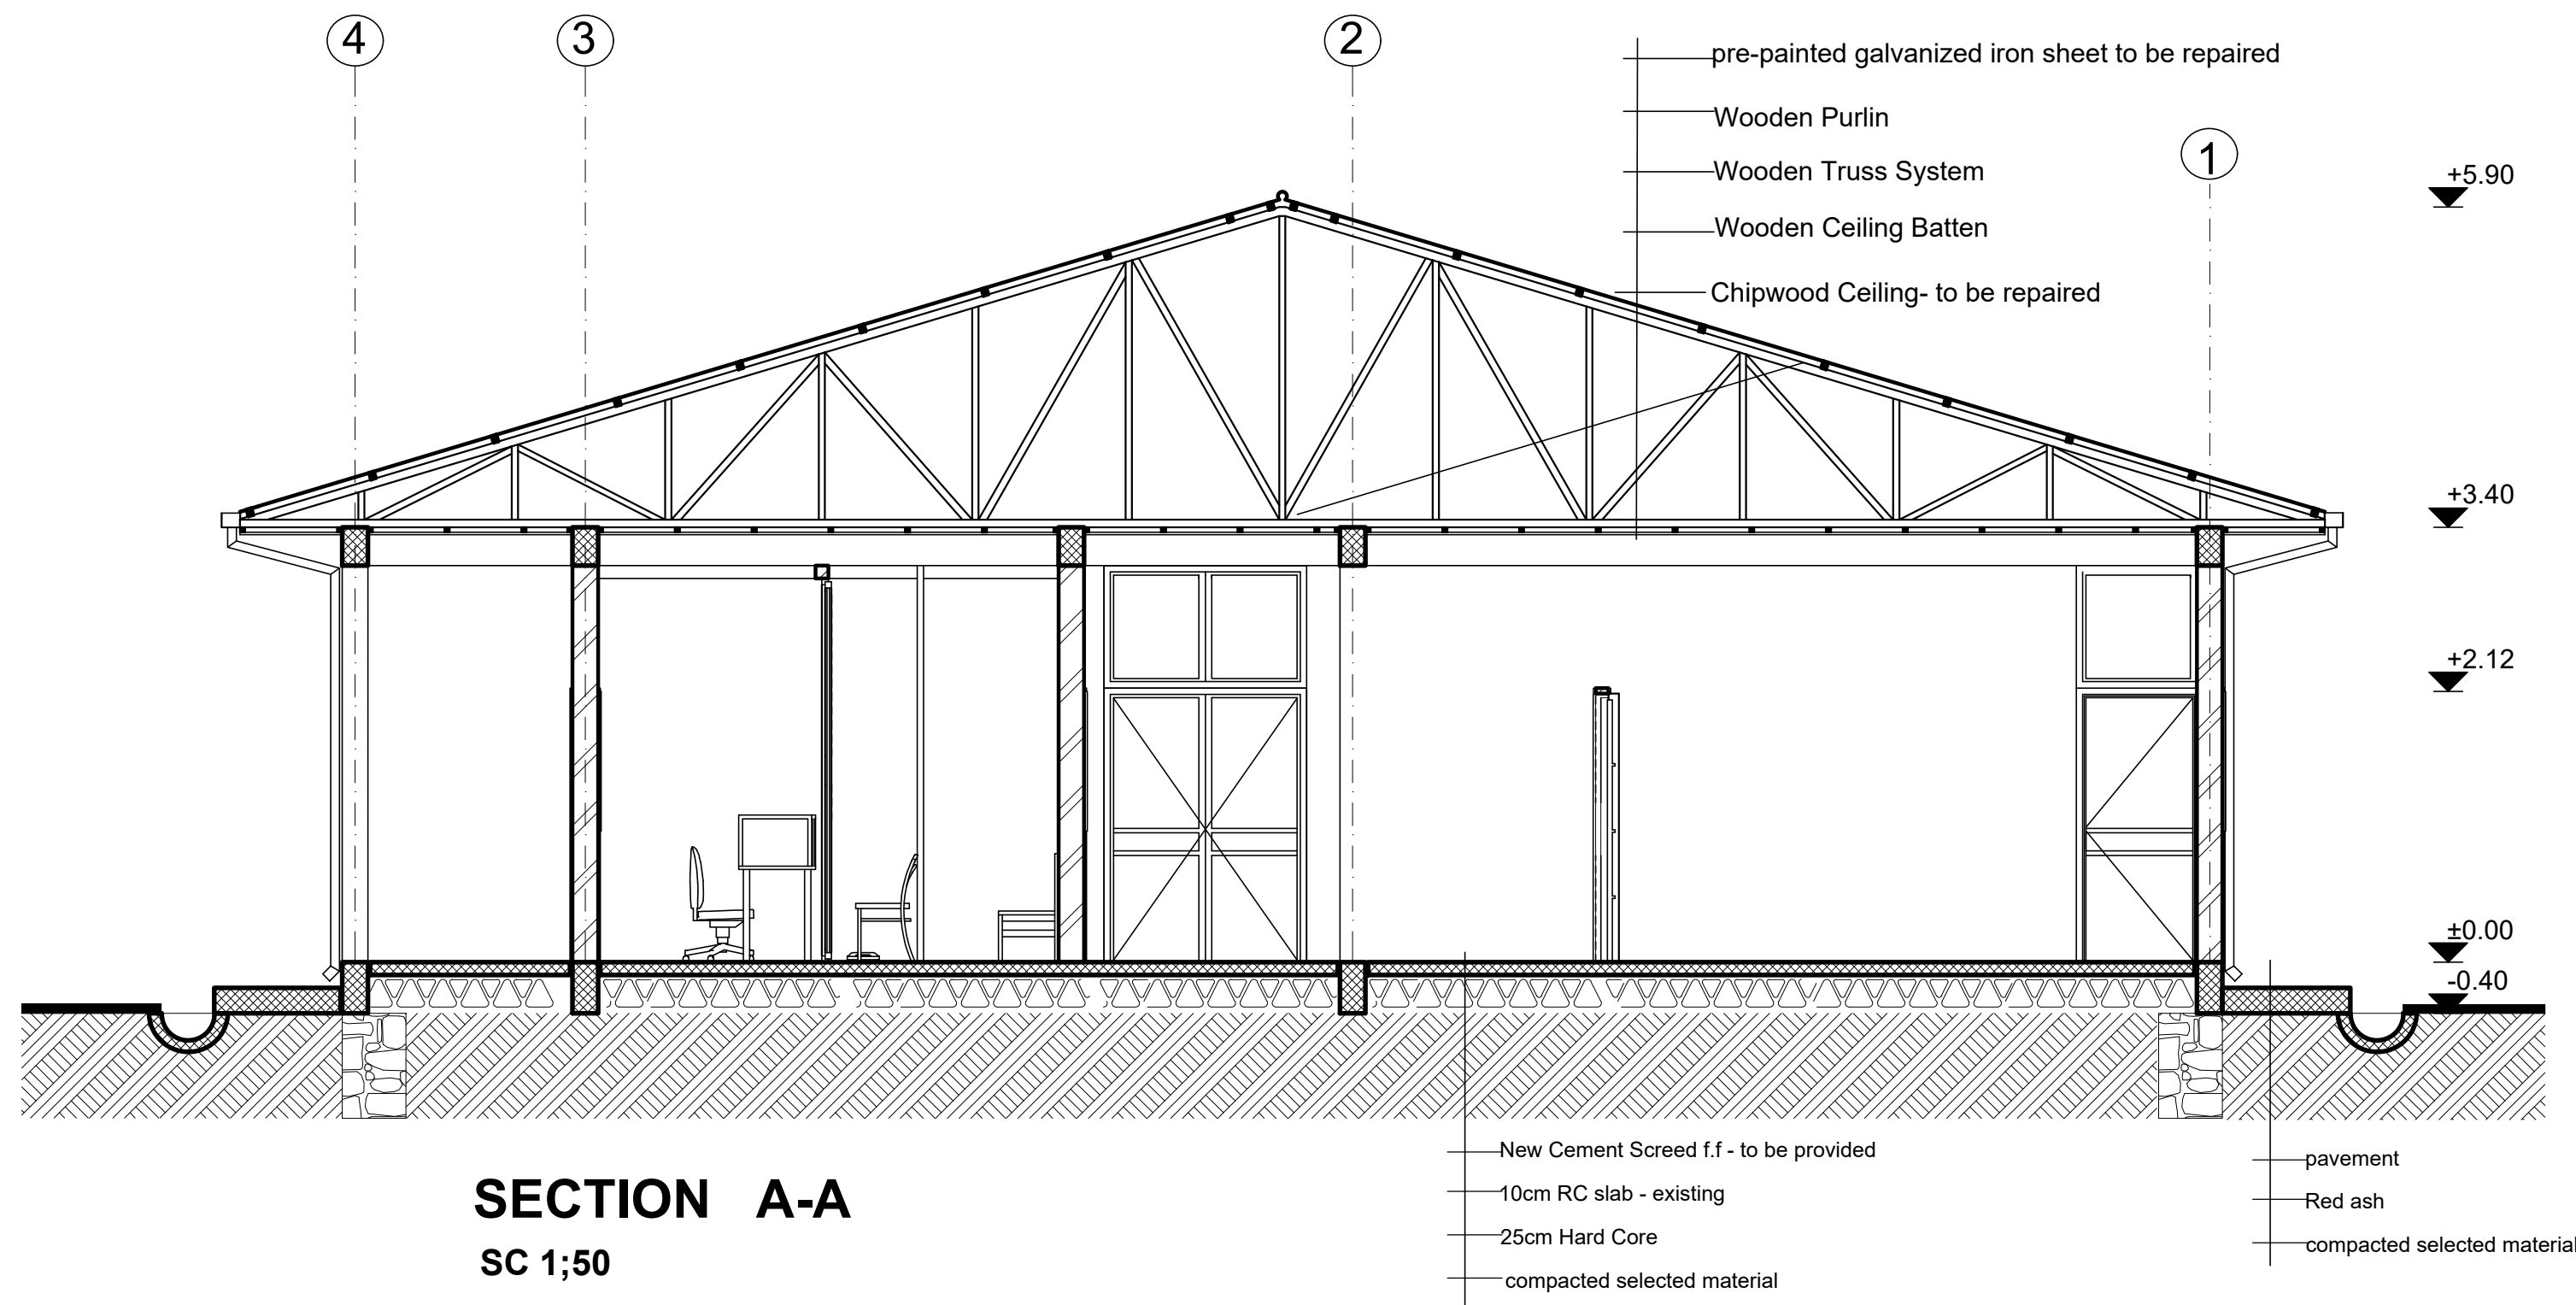 4
3
2
1
pre-painted galvanized iron sheet to be repaired
Wooden Purlin
Wooden Truss System
Wooden Ceiling Batten
Chipwood Ceiling- to be repaired
+5.90
+3.40
+2.12
±0.00
-0.40
New Cement Screed f.f - to be provided
10cm RC slab - existing
25cm Hard Core
compacted selected material
pavement
Red ash
compacted selected material
SECTION A-A
SC 1;50